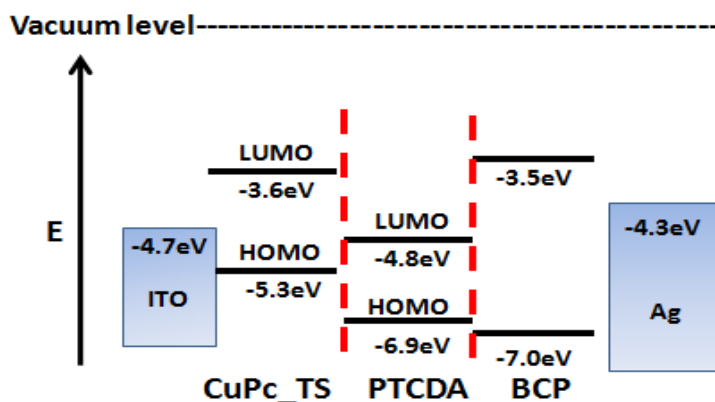 Vacuum level
E
LUMO
-3.6eV
-3.5eV
-4.7eV
ITO
HOMO
-5.3eV
LUMO
-4.8eV
HOMO
-6.9eV
-7.0eV
-4.3eV
Ag
CuPc_TS PTCDA BCP